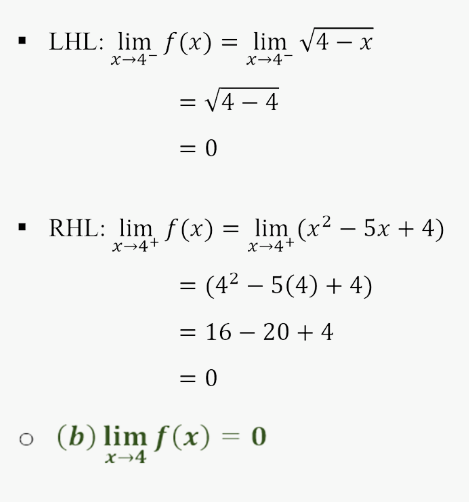 ▪ LHL: lim x→4⁻ f(x) = lim x→4⁻ √(4 − x)
= √(4 − 4)
= 0
▪ RHL: lim x→4⁺ f(x) = lim x→4⁺ (x² − 5x + 4)
= (4² − 5(4) + 4)
= 16 − 20 + 4
= 0
○ (b) lim x→4 f(x) = 0